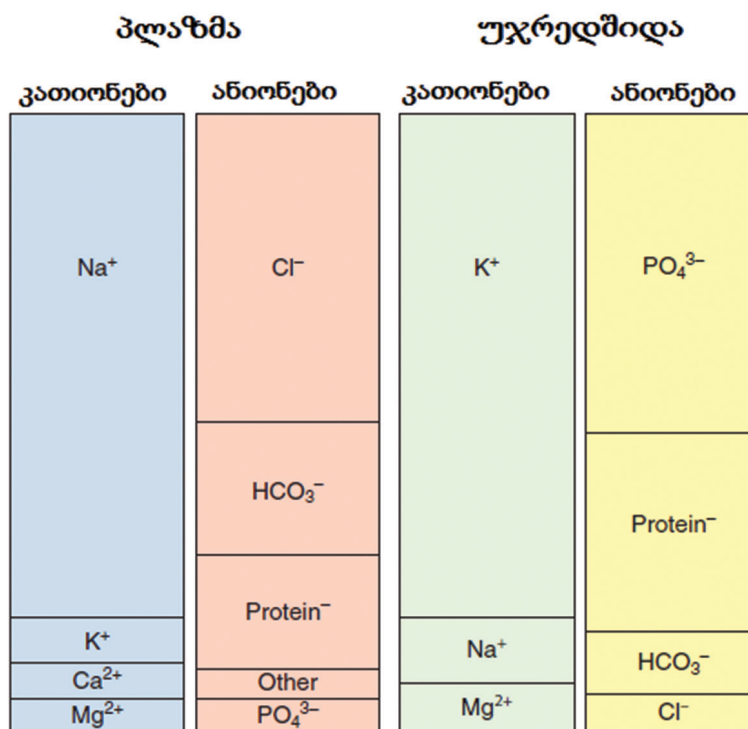 პლაზმა უჯრედშიდა
კათიონები ანიონები კათიონები ანიონები
Na⁺ Cl⁻ K⁺ PO₄³⁻
HCO₃⁻
Protein⁻
Protein⁻
K⁺ Na⁺ HCO₃⁻
Ca²⁺ Other
Mg²⁺ PO₄³⁻ Mg²⁺ Cl⁻